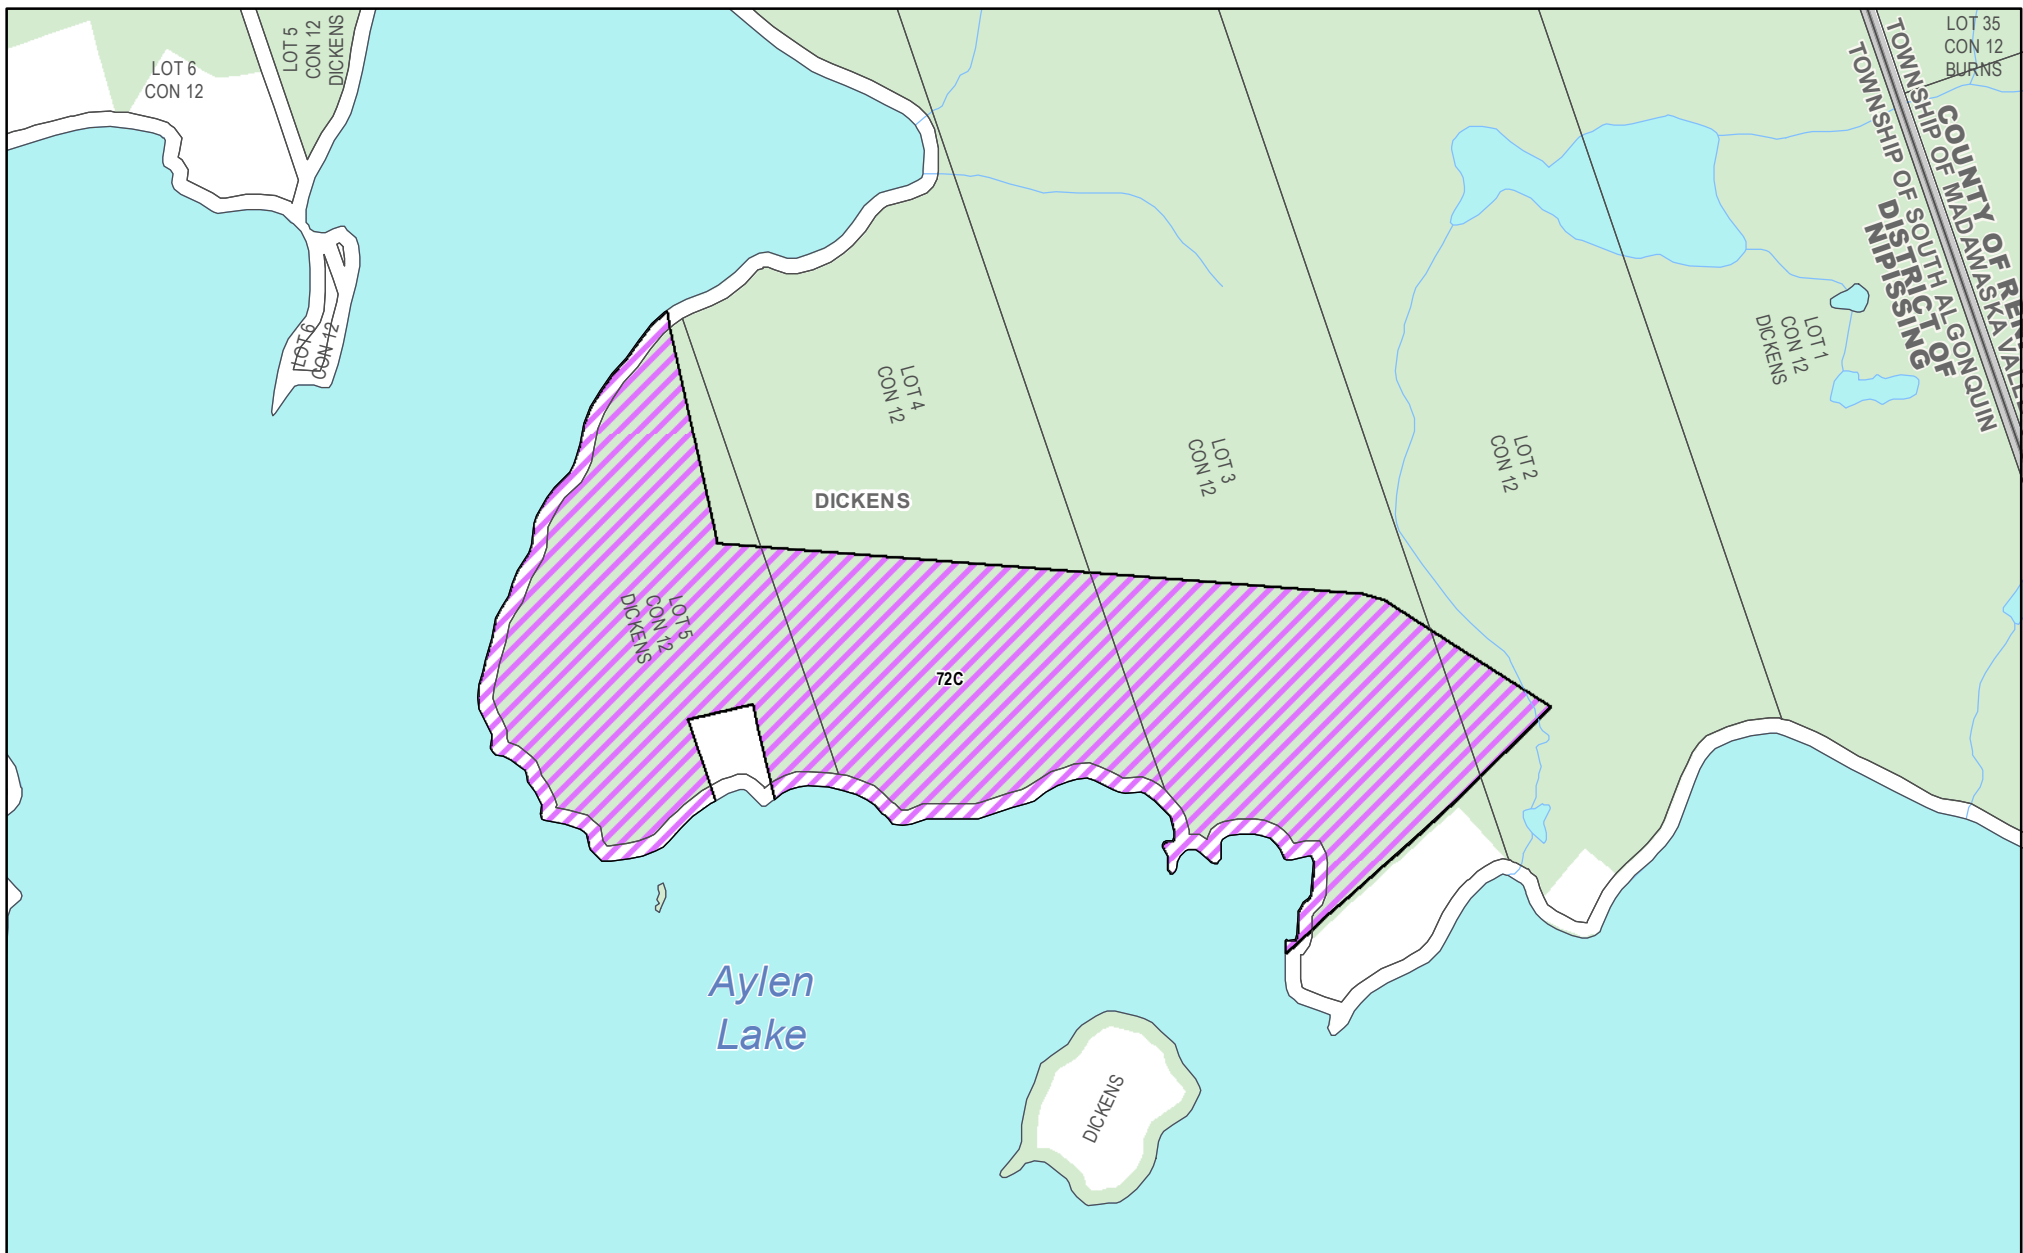 LOT 6
CON 12
LOT 5
CON 12
DICKENS
LOT 35
CON 12
BURNS
COUNTY OF REN
TOWNSHIP OF MADAWASKA VALLE
TOWNSHIP OF SOUTH ALGONQUIN
DISTRICT OF
NIPISSING
LOT 6
CON 12
LOT 4
CON 12
LOT 3
CON 12
LOT 2
CON 12
LOT 1
CON 12
DICKENS
DICKENS
LOT 5
CON 12
DICKENS
72C
Aylen
Lake
DICKENS